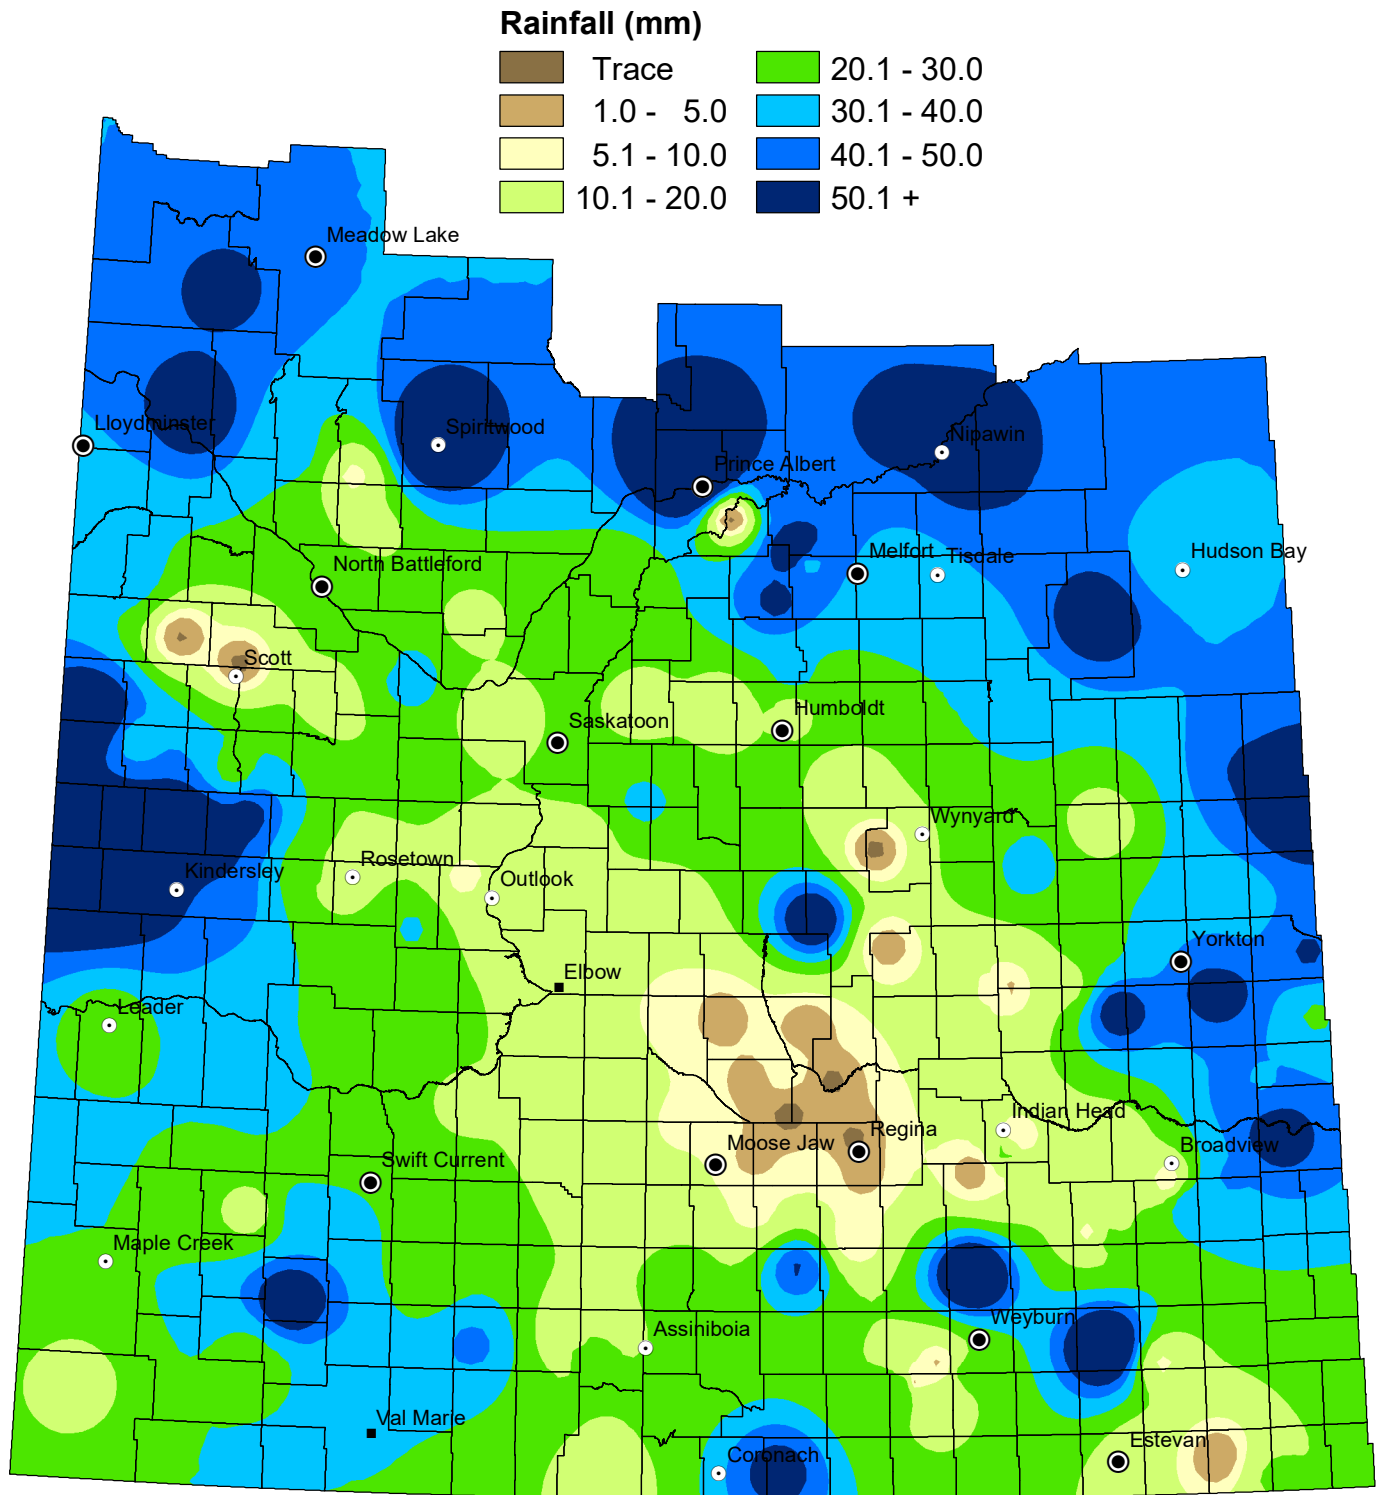 Rainfall (mm)
Trace
20.1 - 30.0
1.0 - 5.0
30.1 - 40.0
5.1 - 10.0
40.1 - 50.0
10.1 - 20.0
50.1 +
Meadow Lake
Lloydminster
Spiritwood
Nipawin
Prince Albert
Hudson Bay
Melfort
Tisdale
North Battleford
Scott
Humboldt
Saskatoon
Wynyard
Rosetown
Kindersley
Outlook
Yorkton
Elbow
Leader
Indian Head
Regina
Moose Jaw
Broadview
Swift Current
Maple Creek
Weyburn
Assiniboia
Val Marie
Estevan
Coronach